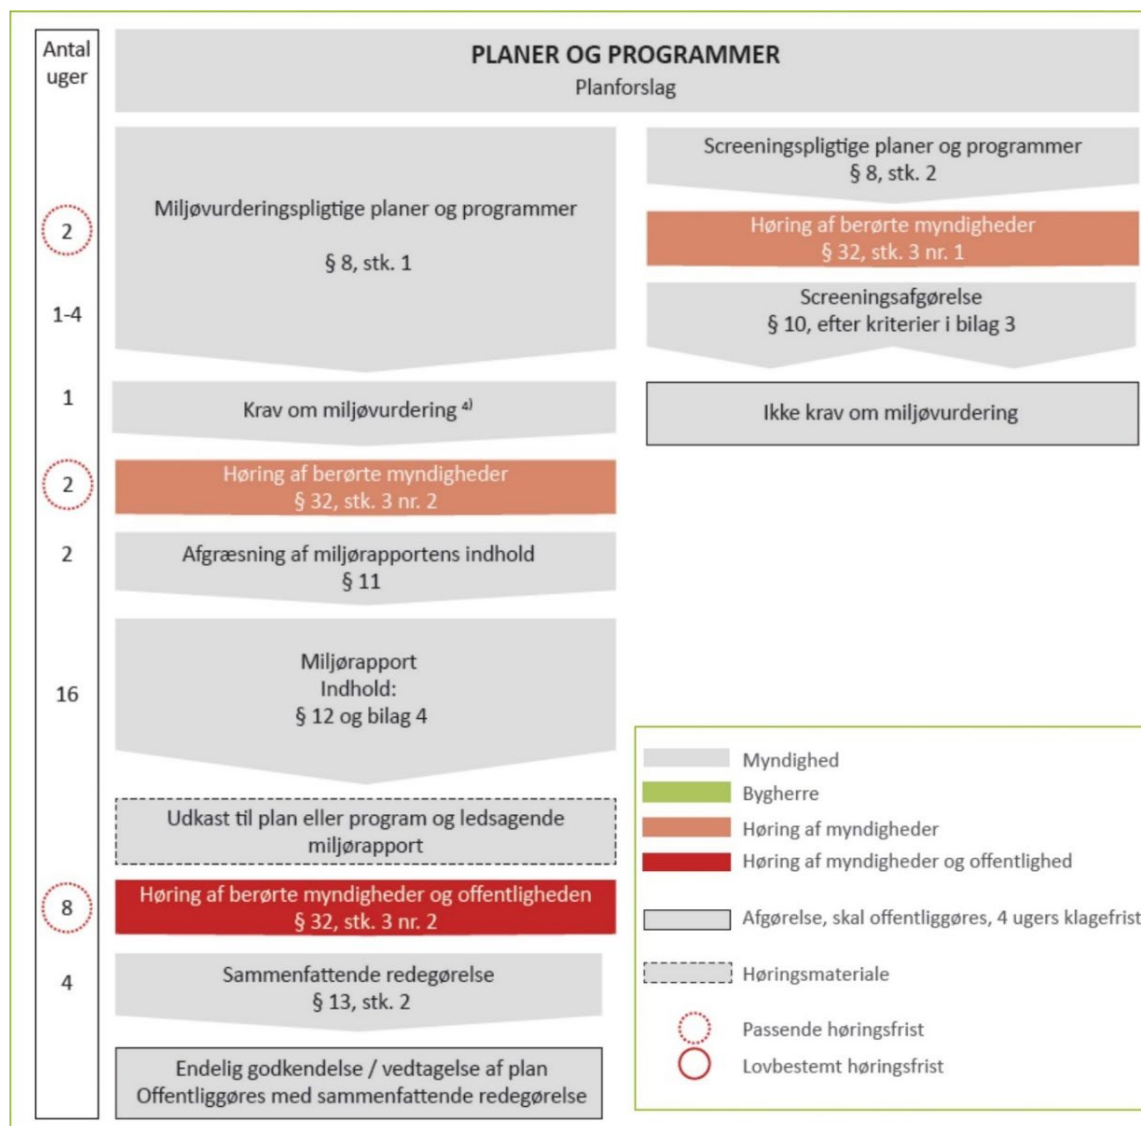 Antal
uger
PLANER OG PROGRAMMER
Planforslag
Miljøvurderingspligtige planer og programmer
§ 8, stk. 1
Screeningspligtige planer og programmer
§ 8, stk. 2
2
Høring af berørte myndigheder
§ 32, stk. 3 nr. 1
1-4
Screeningsafgørelse
§ 10, efter kriterier i bilag 3
1
Krav om miljøvurdering 4)
Ikke krav om miljøvurdering
2
Høring af berørte myndigheder
§ 32, stk. 3 nr. 2
2
Afgræsning af miljørapportens indhold
§ 11
16
Miljørapport
Indhold:
§ 12 og bilag 4
Udkast til plan eller program og ledsagende
miljørapport
8
Høring af berørte myndigheder og offentligheden
§ 32, stk. 3 nr. 2
4
Sammenfattende redegørelse
§ 13, stk. 2
Endelig godkendelse / vedtagelse af plan
Offentliggøres med sammenfattende redegørelse
Myndighed
Bygherre
Høring af myndigheder
Høring af myndigheder og offentlighed
Afgørelse, skal offentliggøres, 4 ugers klagefrist
Høringsmateriale
Passende høringsfrist
Lovbestemt høringsfrist